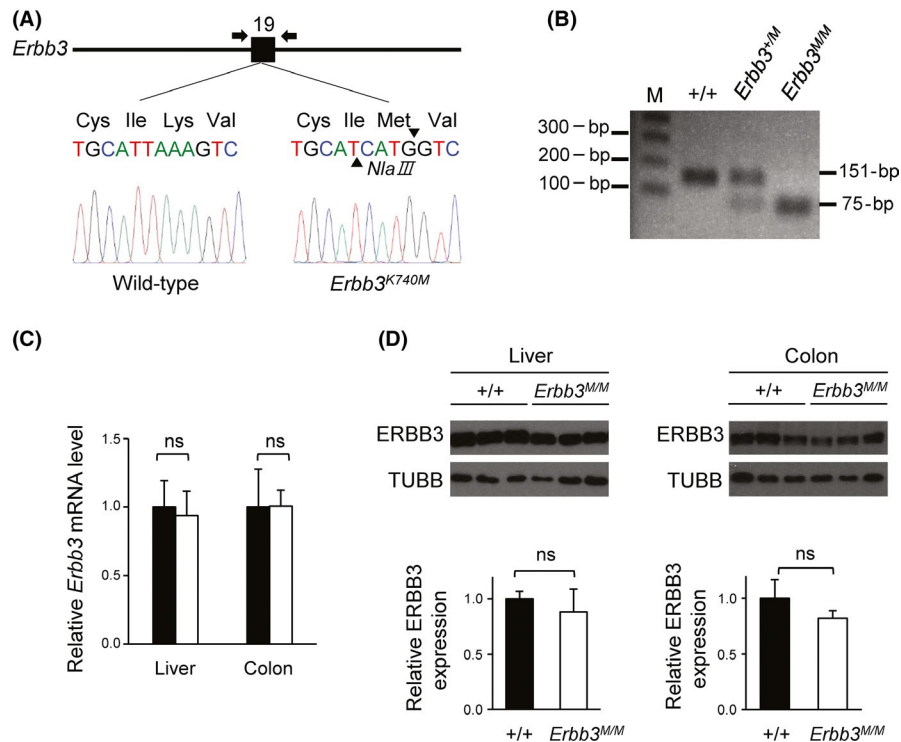 (A)
19
Erbb3
Cys Ile Lys Val
TGCATTAAAGTC
Wild-type
Cys Ile Met Val
TGCATCATGGTC
Nla III
Erbb3K740M
(B)
M +/+ Erbb3+/M Erbb3M/M
300-bp
200-bp
100-bp
151-bp
75-bp
(C)
Relative Erbb3 mRNA level
1.5
1.0
0.5
0.0
ns
ns
Liver
Colon
(D)
Liver
+/+ Erbb3M/M
ERBB3
TUBB
Relative ERBB3
expression
ns
1.0
0.5
0.0
+/+ Erbb3M/M
Colon
+/+ Erbb3M/M
ERBB3
TUBB
Relative ERBB3
expression
ns
1.0
0.5
0.0
+/+ Erbb3M/M